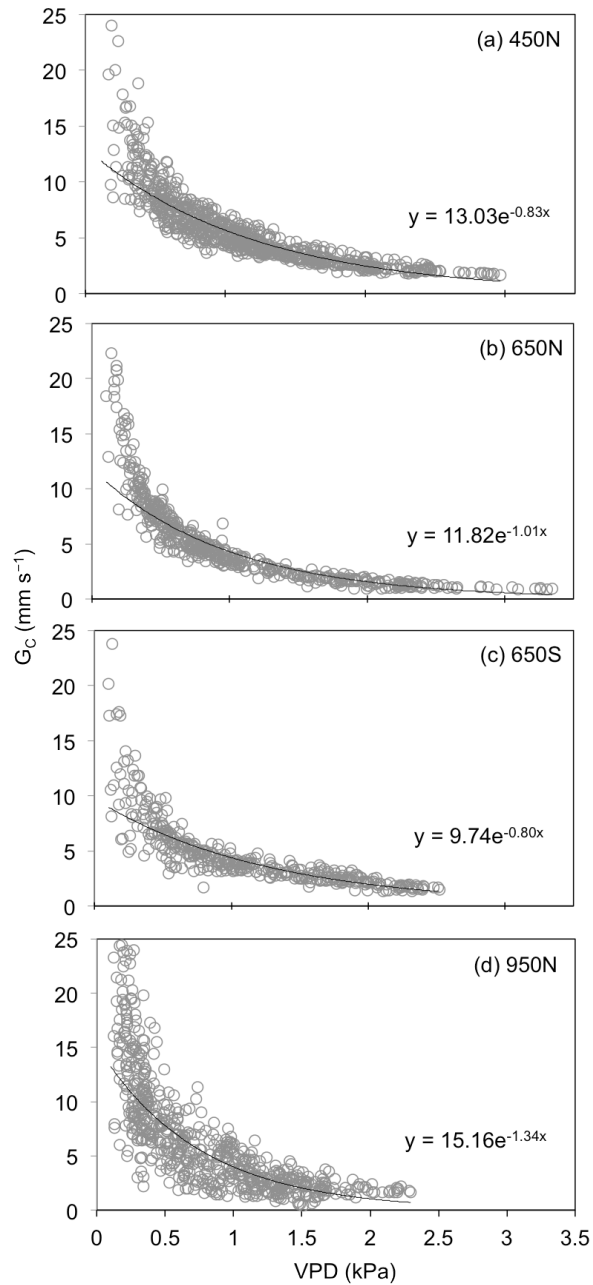 25
(a) 450N
20
15
10
y = 13.03e^-0.83x
5
0
25
(b) 650N
20
15
10
y = 11.82e^-1.01x
5
0
G_C (mm s⁻¹)
25
(c) 650S
20
15
10
y = 9.74e^-0.80x
5
0
25
(d) 950N
20
15
10
y = 15.16e^-1.34x
5
0
0 0.5 1 1.5 2 2.5 3 3.5
VPD (kPa)